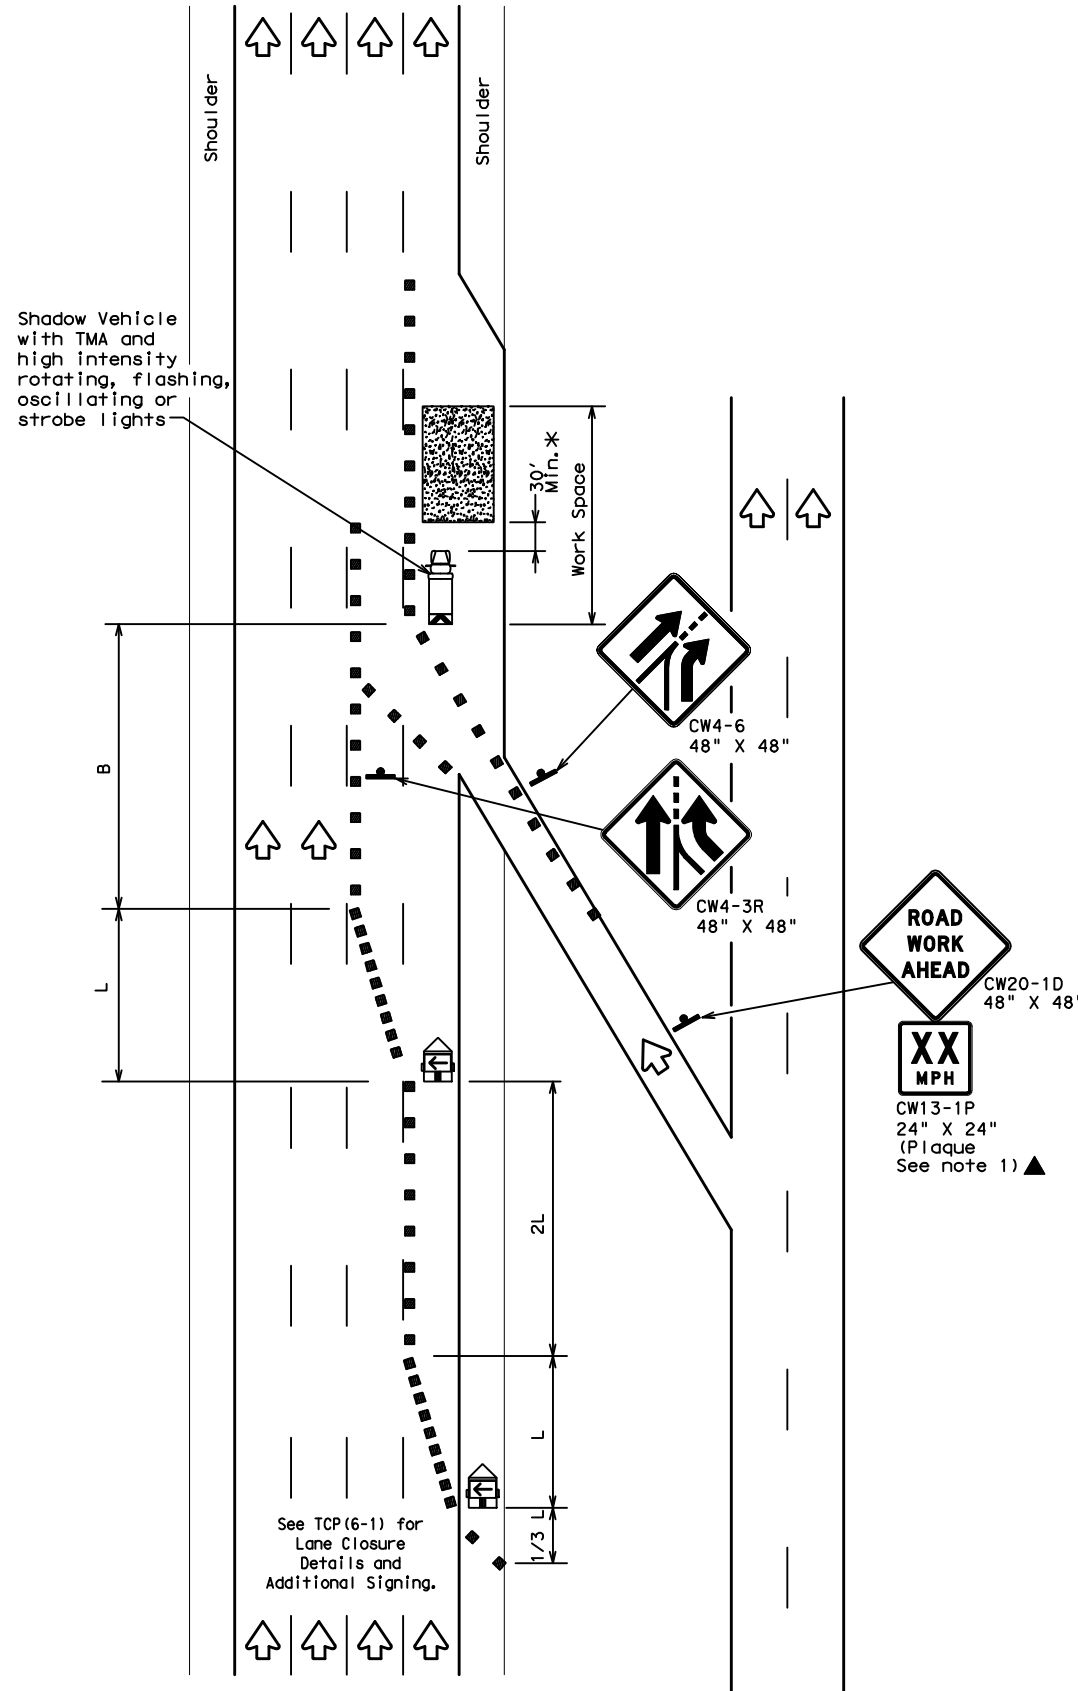 Shoulder
Shoulder
Shadow Vehicle
with TMA and
high intensity
rotating, flashing,
oscillating or
strobe lights
30'
Min.*
Work Space
CW4-6
48" X 48"
B
CW4-3R
48" X 48"
ROAD
WORK
AHEAD
CW20-1D
48" X 48"
L
XX
MPH
CW13-1P
24" X 24"
(Plaque
See note 1)▲
2L
L
1/3 L
See TCP(6-1) for
Lane Closure
Details and
Additional Signing.